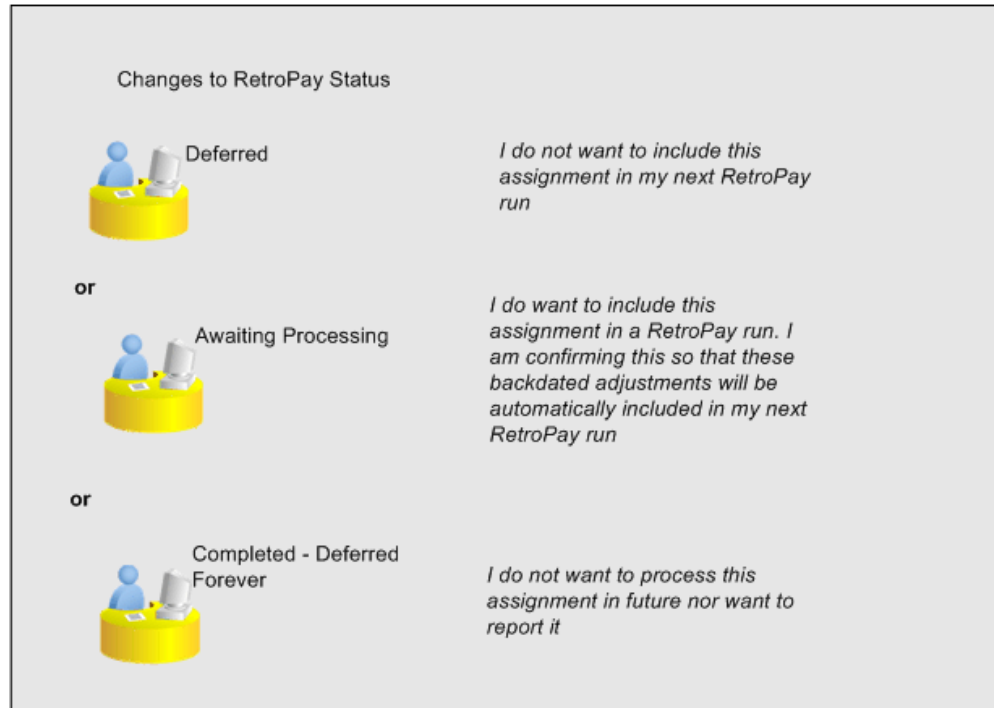 Changes to RetroPay Status
Deferred
I do not want to include this
assignment in my next RetroPay
run
or
Awaiting Processing
I do want to include this
assignment in a RetroPay run. I
am confirming this so that these
backdated adjustments will be
automatically included in my next
RetroPay run
or
Completed - Deferred
Forever
I do not want to process this
assignment in future nor want to
report it